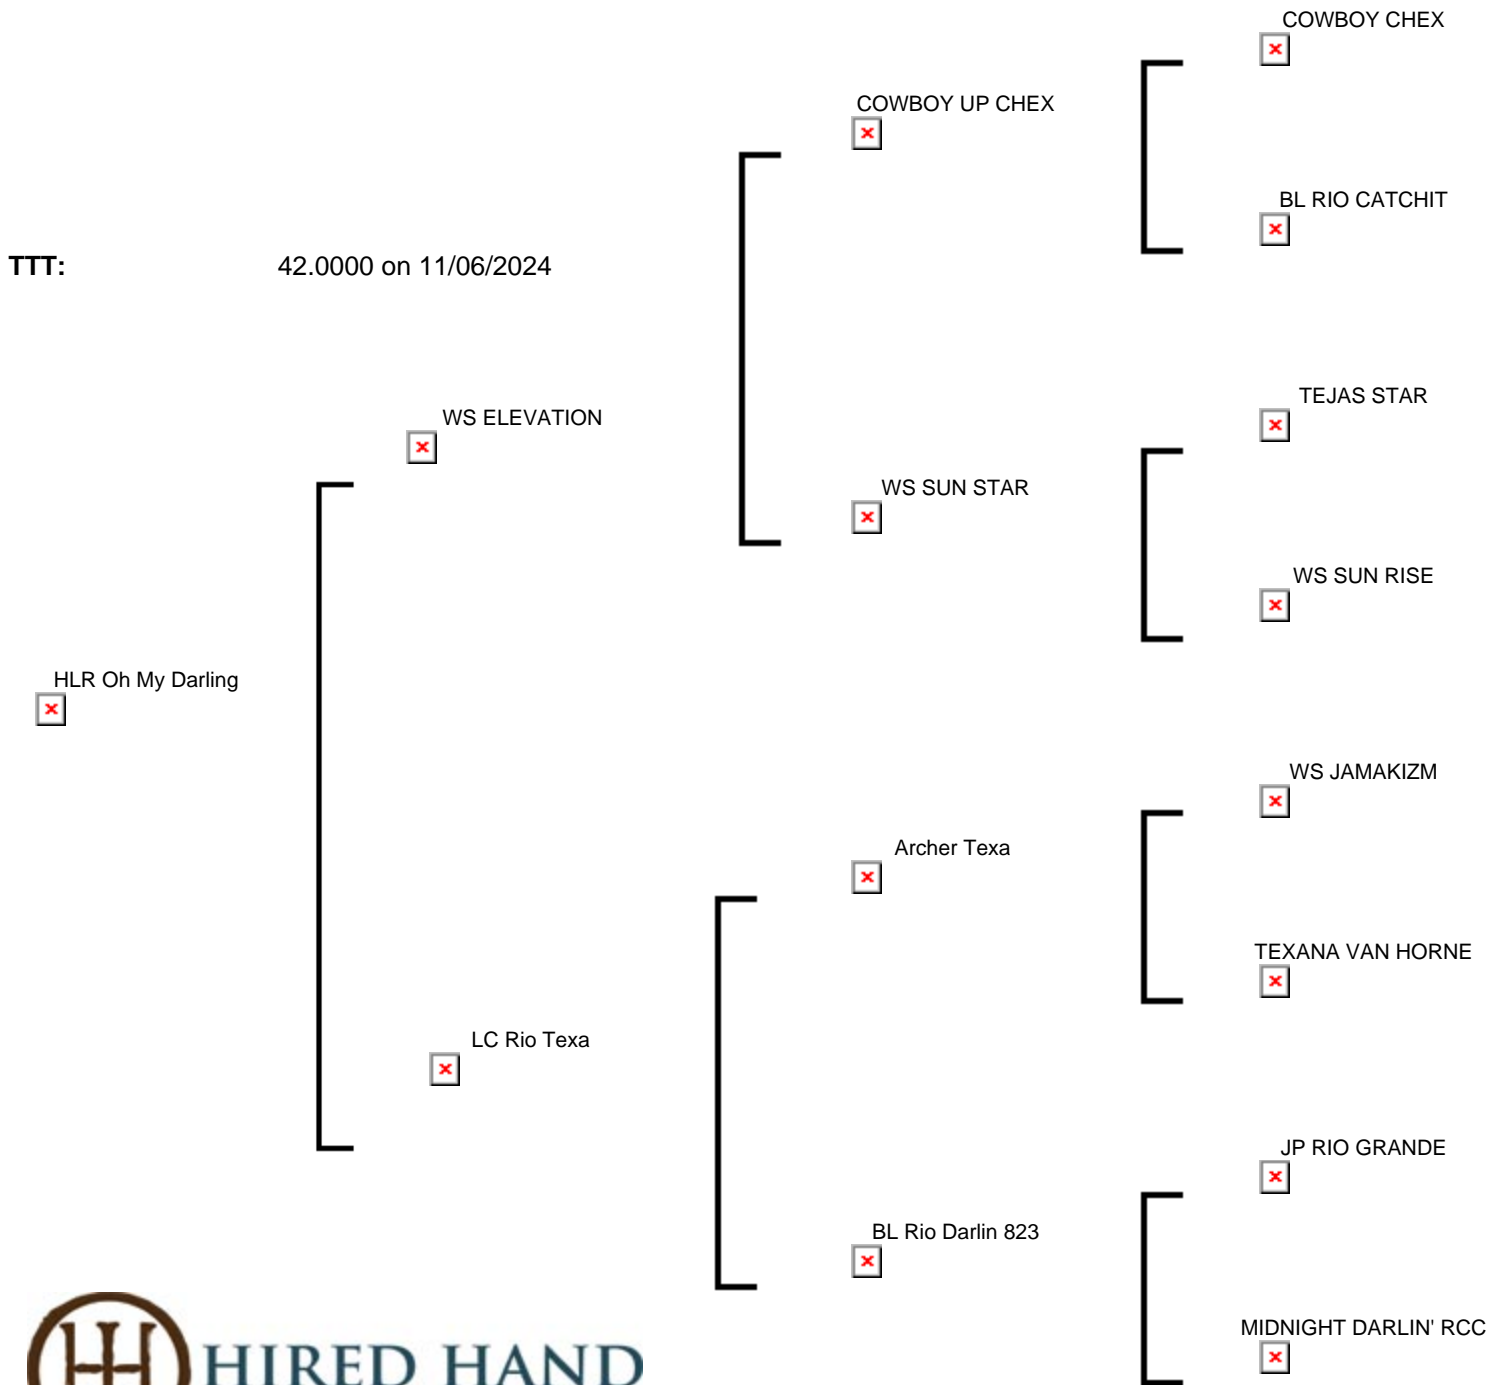 COWBOY CHEX
COWBOY UP CHEX
BL RIO CATCHIT
TTT: 42.0000 on 11/06/2024
TEJAS STAR
WS ELEVATION
WS SUN STAR
WS SUN RISE
HLR Oh My Darling
WS JAMAKIZM
Archer Texa
TEXANA VAN HORNE
LC Rio Texa
JP RIO GRANDE
BL Rio Darlin 823
MIDNIGHT DARLIN' RCC
HIRED HAND